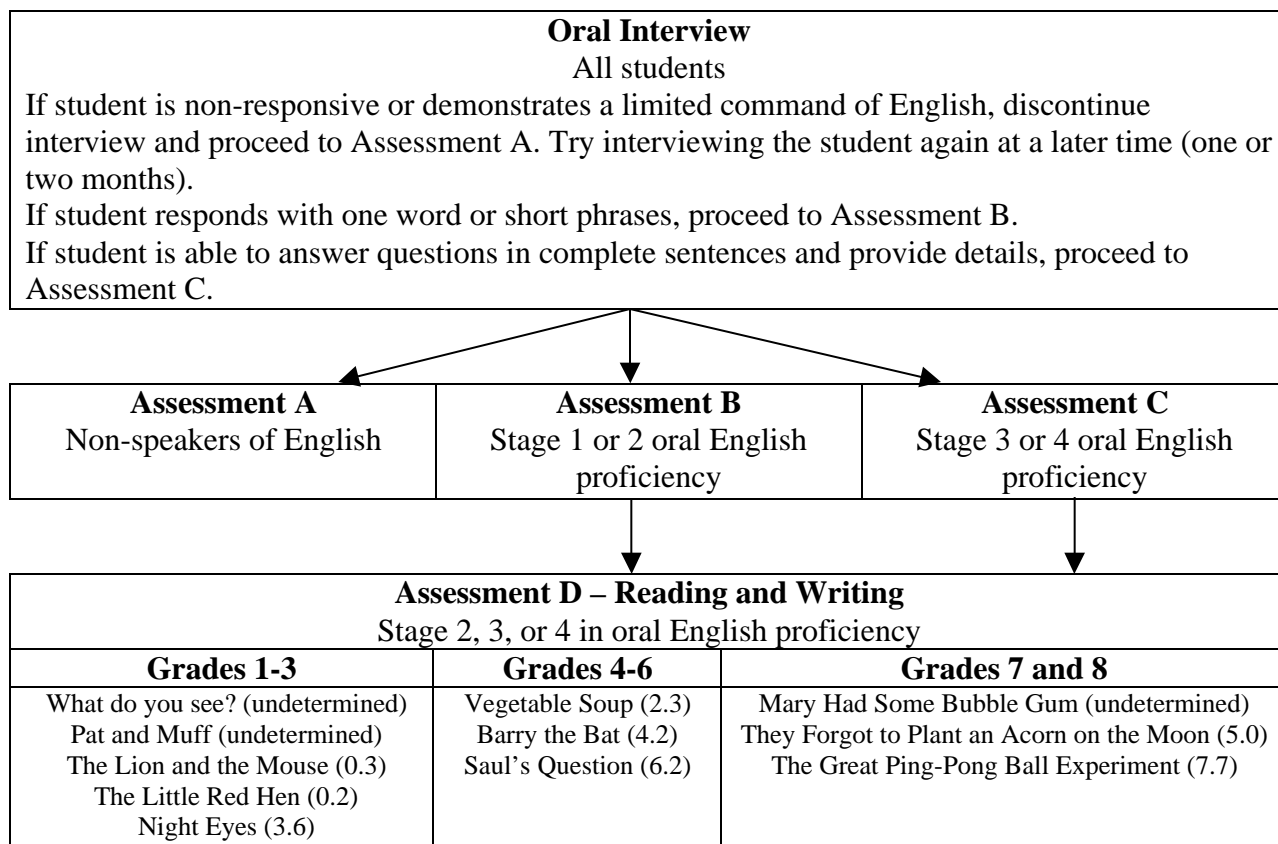 Oral Interview
All students
If student is non-responsive or demonstrates a limited command of English, discontinue
interview and proceed to Assessment A. Try interviewing the student again at a later time (one or
two months).
If student responds with one word or short phrases, proceed to Assessment B.
If student is able to answer questions in complete sentences and provide details, proceed to
Assessment C.
Assessment A
Non-speakers of English
Assessment B
Stage 1 or 2 oral English
proficiency
Assessment C
Stage 3 or 4 oral English
proficiency
Assessment D – Reading and Writing
Stage 2, 3, or 4 in oral English proficiency
Grades 1-3
What do you see? (undetermined)
Pat and Muff (undetermined)
The Lion and the Mouse (0.3)
The Little Red Hen (0.2)
Night Eyes (3.6)
Grades 4-6
Vegetable Soup (2.3)
Barry the Bat (4.2)
Saul’s Question (6.2)
Grades 7 and 8
Mary Had Some Bubble Gum (undetermined)
They Forgot to Plant an Acorn on the Moon (5.0)
The Great Ping-Pong Ball Experiment (7.7)